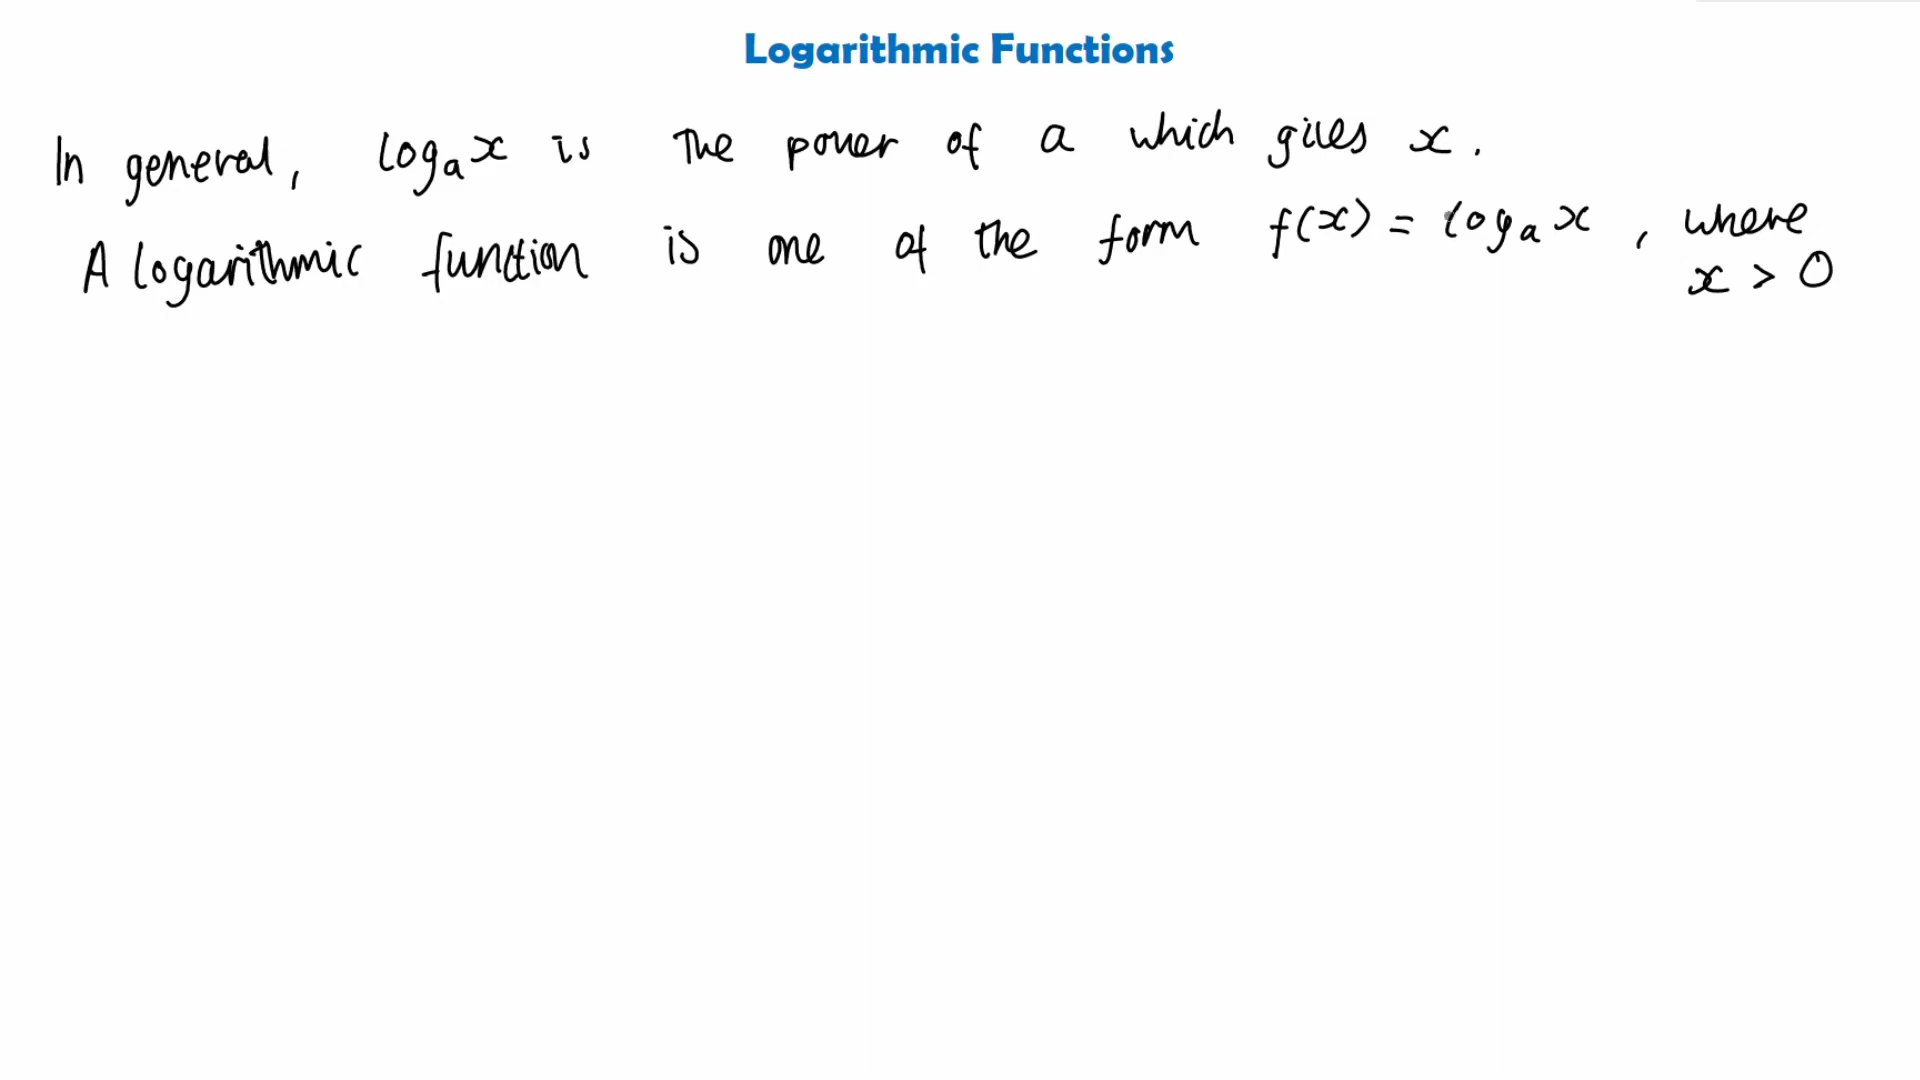 Logarithmic Functions
In general, logₐx is the power of a which gives x.
A logarithmic function is one of the form f(x) = logₐx, where
x > 0